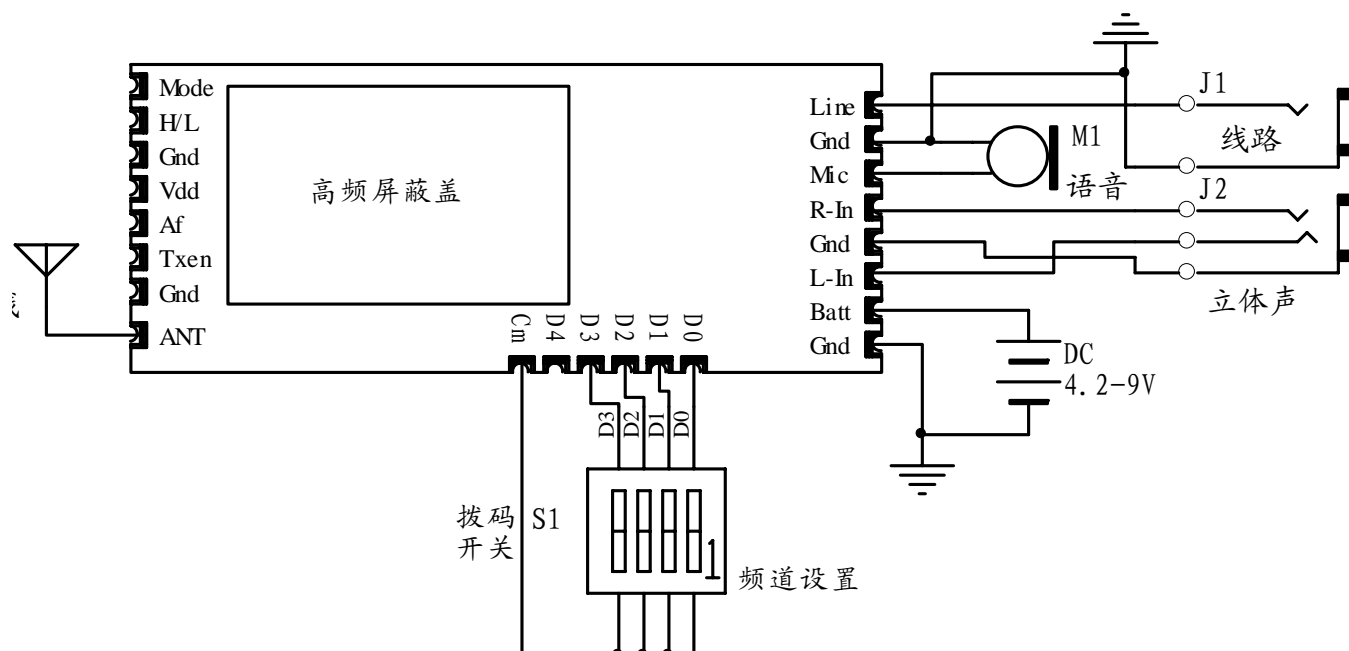 Mode
H/L
Gnd
Vdd
Af
Txen
Gnd
ANT
高频屏蔽盖
Cm
D4
D3
D2
D1
D0
Line
Gnd
Mic
R-In
Gnd
L-In
Batt
Gnd
M1
语音
J1
线路
J2
立体声
DC
4.2-9V
D3
D2
D1
D0
拨码
开关
S1
1
频道设置